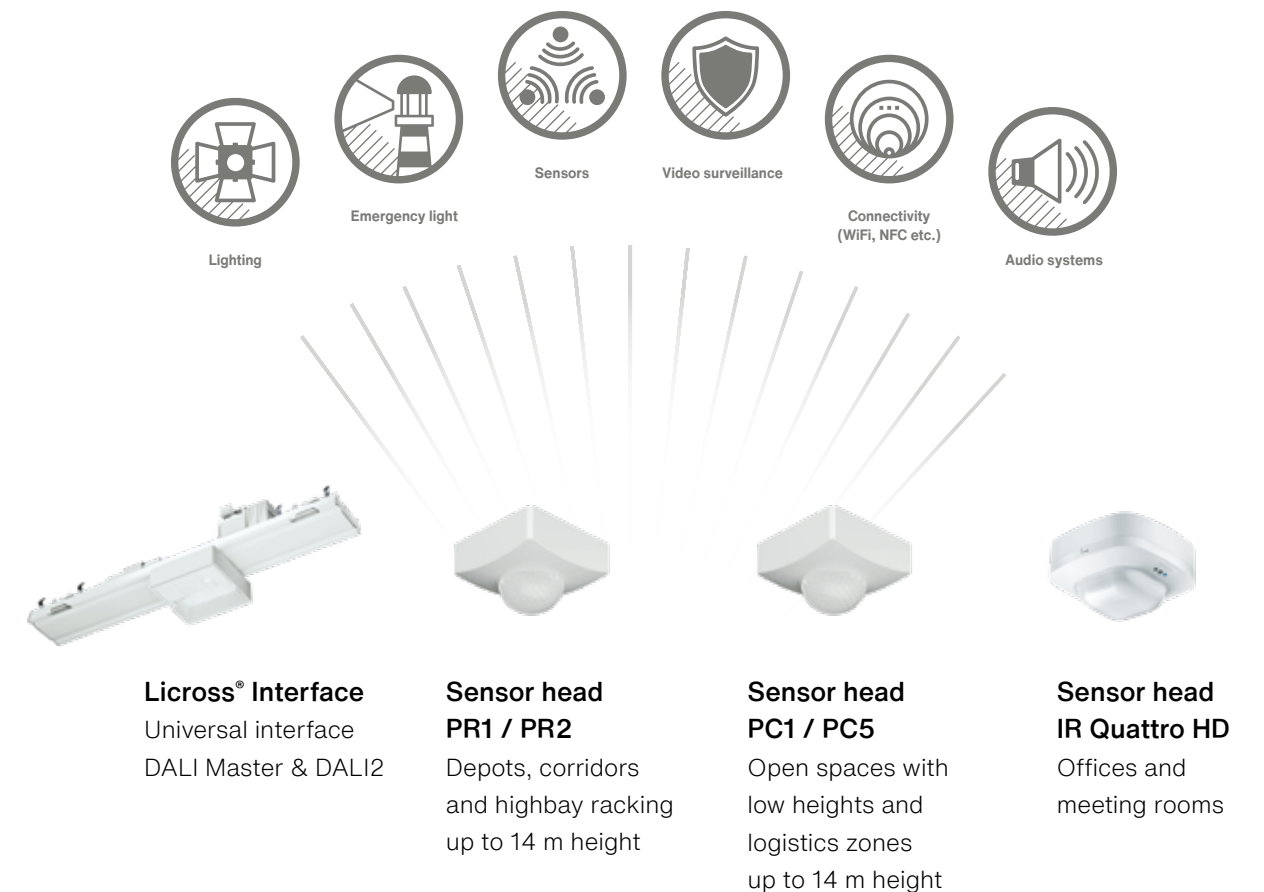 Lighting
Emergency light
Sensors
Video surveillance
Connectivity
(WiFi, NFC etc.)
Audio systems
Licross® Interface
Universal interface
DALI Master & DALI2
Sensor head
PR1 / PR2
Depots, corridors
and highbay racking
up to 14 m height
Sensor head
PC1 / PC5
Open spaces with
low heights and
logistics zones
up to 14 m height
Sensor head
IR Quattro HD
Offices and
meeting rooms